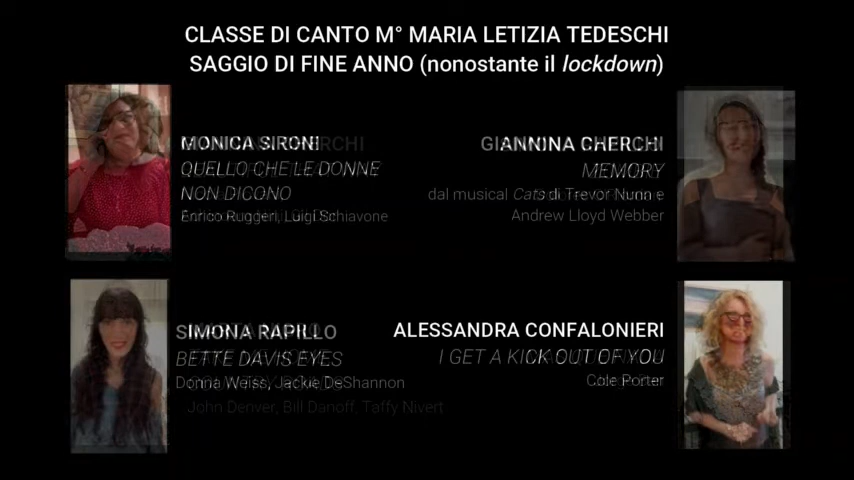 CLASSE DI CANTO M° MARIA LETIZIA TEDESCHI
SAGGIO DI FINE ANNO (nonostante il lockdown)
MONICA SIRONI
QUELLO CHE LE DONNE
NON DICONO
Enrico Ruggeri, Luigi Schiavone
ANNINA CHERCHI
MEMORY
dal musical Cats di Trevor Nunn e
Andrew Lloyd Webber
SIMONA RAPILLO
BETTE DAVIS EYES
Donna Weiss, Jackie DeShannon
John Denver, Bill Danoff, Taffy Nivert
ALESSANDRA CONFALONIERI
I GET A KICK OUT OF YOU
Cole Porter